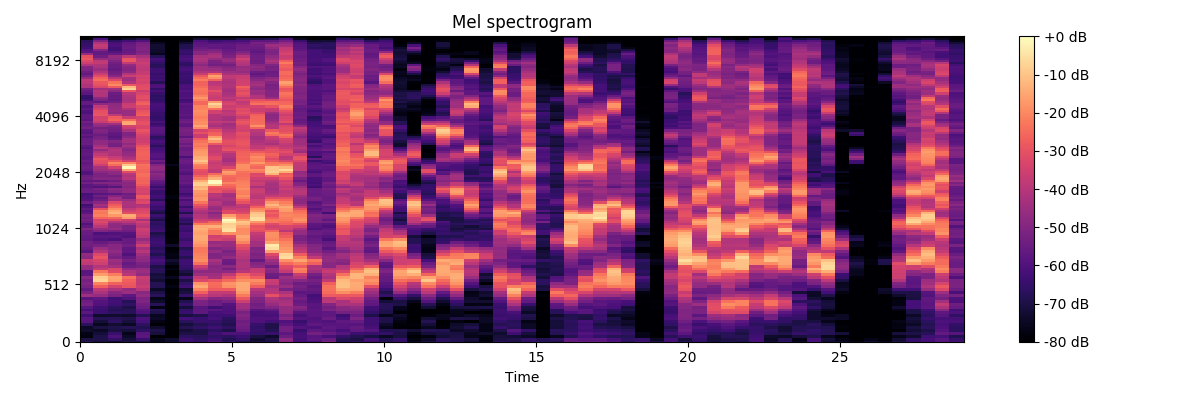 Mel spectrogram
Hz
8192
4096
2048
1024
512
0
0 5 10 15 20 25
Time
+0 dB
-10 dB
-20 dB
-30 dB
-40 dB
-50 dB
-60 dB
-70 dB
-80 dB